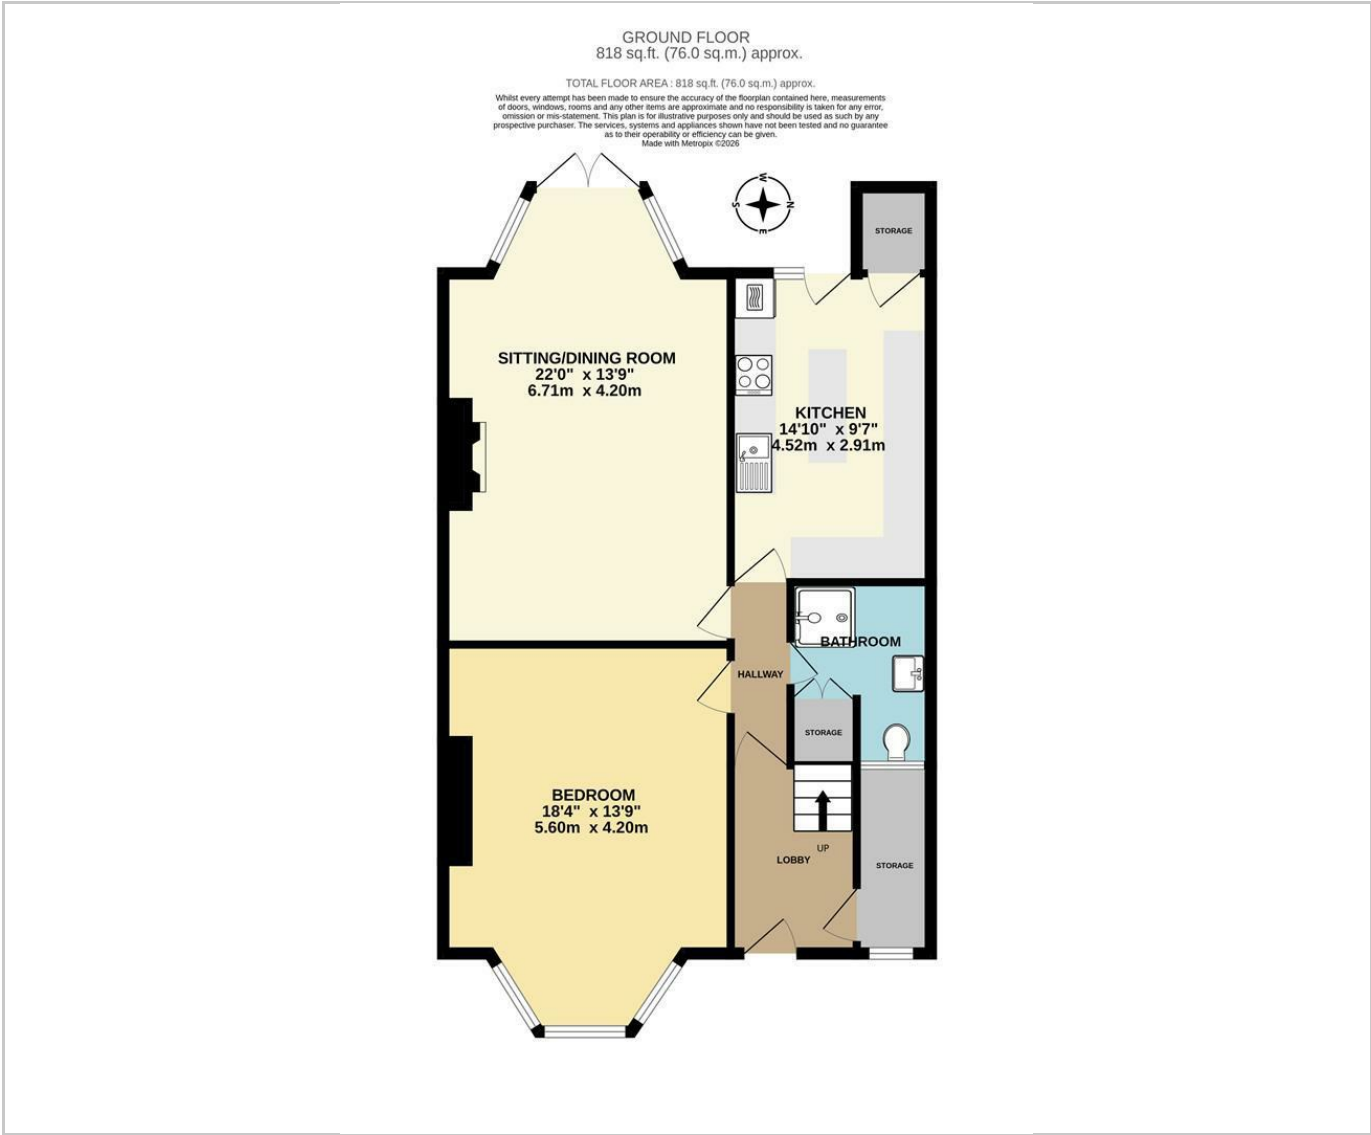 GROUND FLOOR
818 sq.ft. (76.0 sq.m.) approx.
TOTAL FLOOR AREA : 818 sq.ft. (76.0 sq.m.) approx.
Whilst every attempt has been made to ensure the accuracy of the floorplan contained here, measurements
of doors, windows, rooms and any other items are approximate and no responsibility is taken for any error,
omission or mis-statement. This plan is for illustrative purposes only and should be used as such by any
prospective purchaser. The services, systems and appliances shown have not been tested and no guarantee
as to their operability or efficiency can be given.
Made with Metropix ©2026
W
S
N
E
STORAGE
SITTING/DINING ROOM
22'0" x 13'9"
6.71m x 4.20m
KITCHEN
14'10" x 9'7"
4.52m x 2.91m
BATHROOM
HALLWAY
STORAGE
BEDROOM
18'4" x 13'9"
5.60m x 4.20m
UP
LOBBY
STORAGE